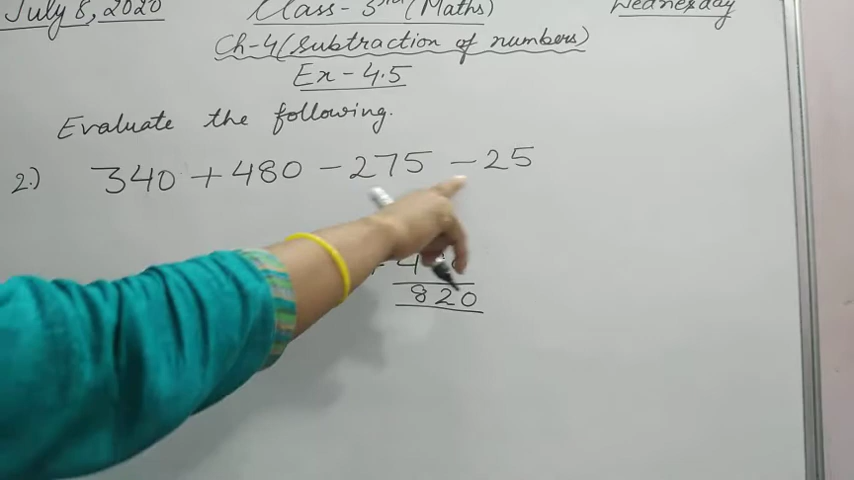 July 8, 2020 Class-3rd (Maths) Wednesday
Ch-4 (Subtraction of numbers)
Ex-4.5
Evaluate the following.
2.) 340 + 480 - 275 - 25
820